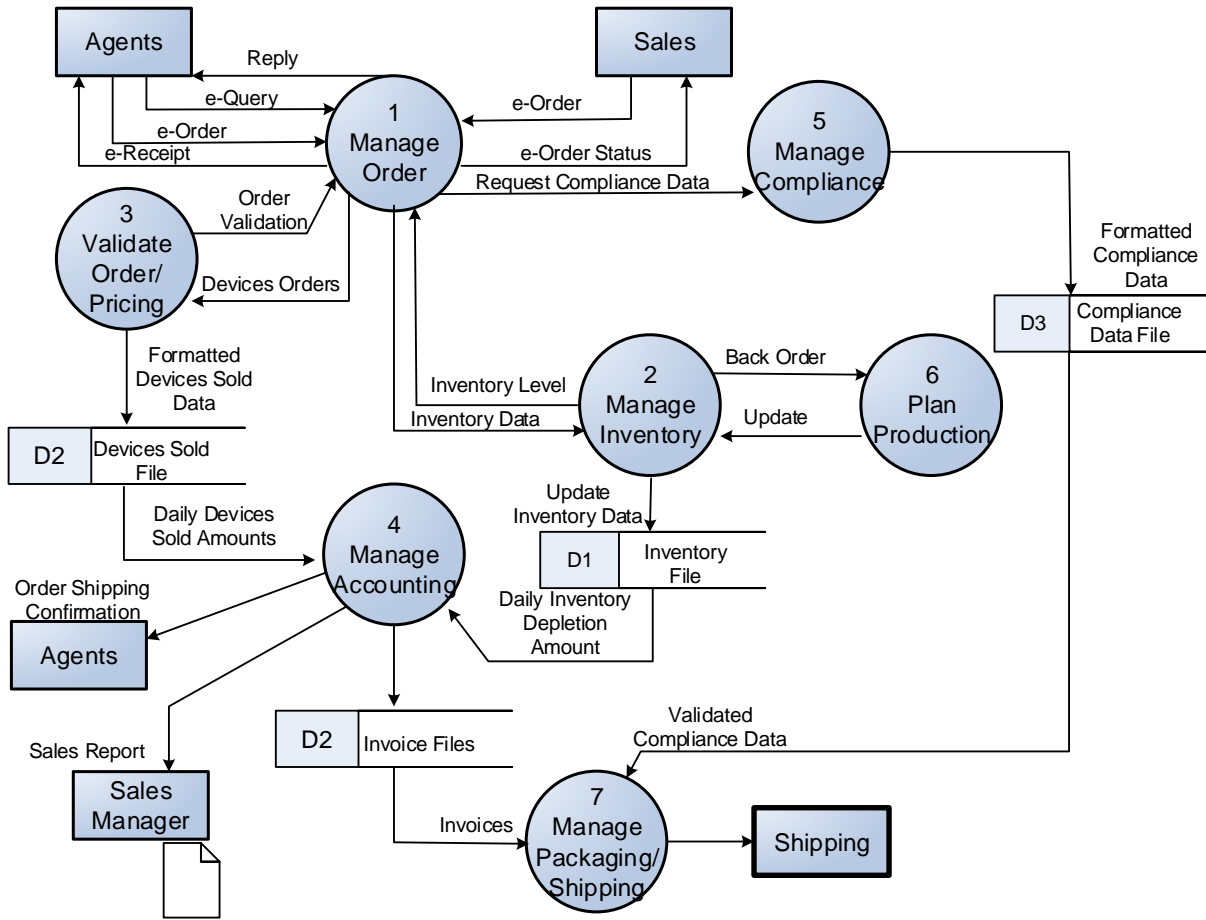 Agents
Sales
Reply
e-Query
e-Order
e-Receipt
1
Manage
Order
e-Order
e-Order Status
Request Compliance Data
5
Manage
Compliance
Order
Validation
3
Validate
Order/
Pricing
Devices Orders
Formatted
Compliance
Data
D3
Compliance
Data File
Formatted
Devices Sold
Data
Inventory Level
Inventory Data
2
Manage
Inventory
Back Order
Update
6
Plan
Production
D2
Devices Sold
File
Daily Devices
Sold Amounts
4
Manage
Accounting
Update
Inventory Data
D1
Inventory
File
Daily Inventory
Depletion
Amount
Order Shipping
Confirmation
Agents
Sales Report
Sales
Manager
D2
Invoice Files
Invoices
Validated
Compliance Data
7
Manage
Packaging/
Shipping
Shipping